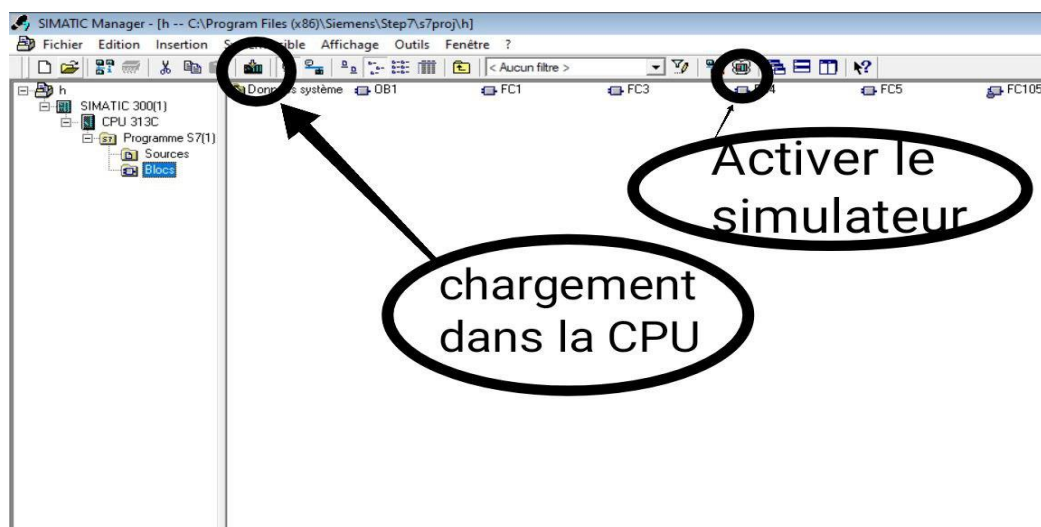 SIMATIC Manager - [h -- C:\Program Files (x86)\Siemens\Step7\s7proj\h]
Fichier Edition Insertion Affichage Outils Fenêtre ?
< Aucun filtre >
h
SIMATIC 300(1)
CPU 313C
Programme S7(1)
Sources
Blocs
système OB1 FC1 FC3 FC5 FC105
Activer le
simulateur
chargement
dans la CPU